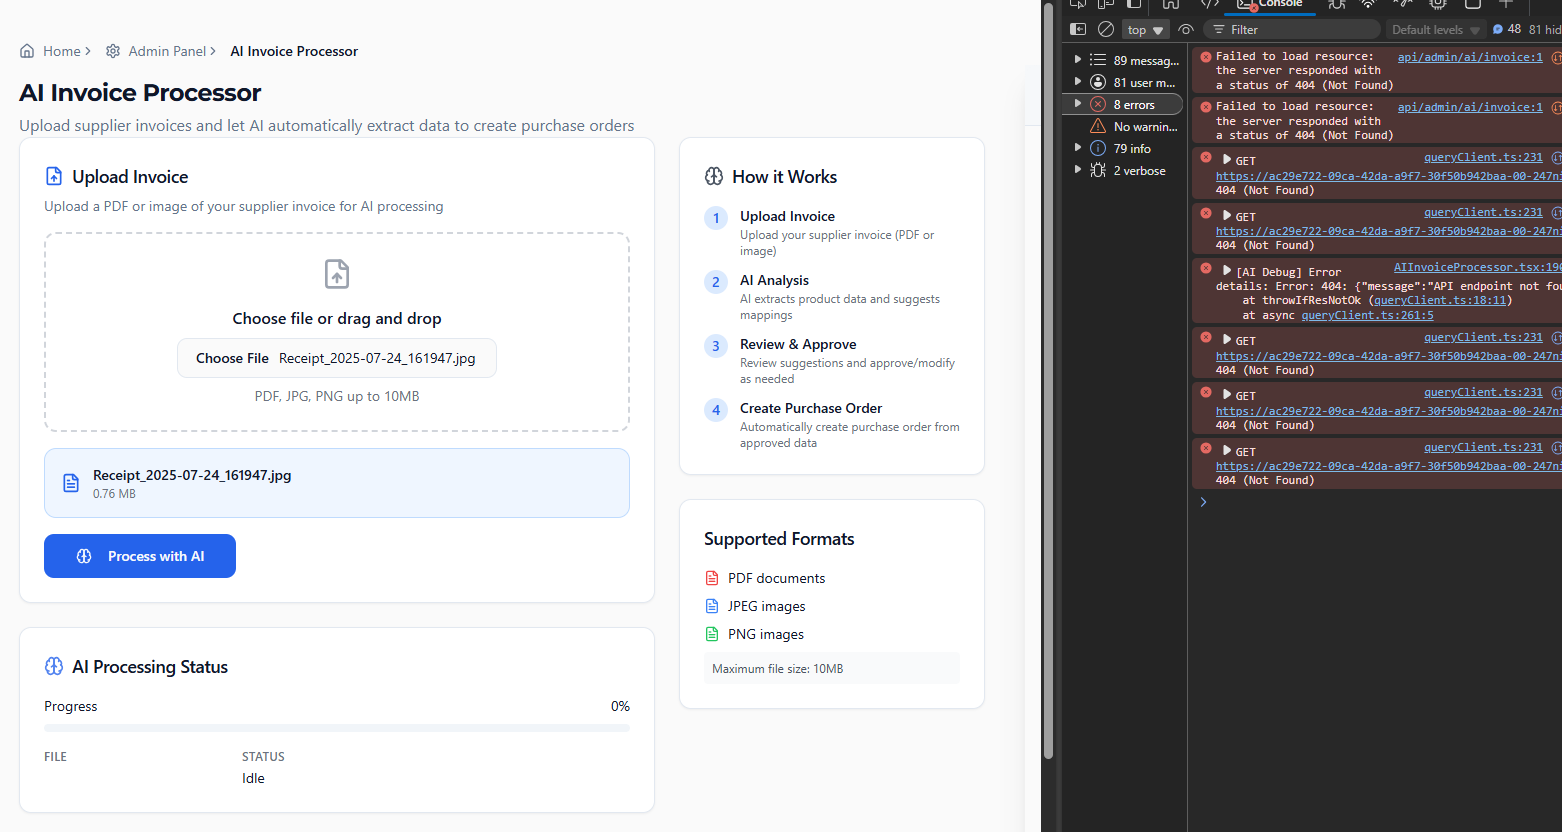 Home
Admin Panel
AI Invoice Processor
AI Invoice Processor
Upload supplier invoices and let AI automatically extract data to create purchase orders
Upload Invoice
Upload a PDF or image of your supplier invoice for AI processing
Choose file or drag and drop
Choose File Receipt_2025-07-24_161947.jpg
PDF, JPG, PNG up to 10MB
Receipt_2025-07-24_161947.jpg
0.76 MB
Process with AI
AI Processing Status
Progress 0%
FILE STATUS
Idle
How it Works
1 Upload Invoice
Upload your supplier invoice (PDF or
image)
2 AI Analysis
AI extracts product data and suggests
mappings
3 Review & Approve
Review suggestions and approve/modify
as needed
4 Create Purchase Order
Automatically create purchase order from
approved data
Supported Formats
PDF documents
JPEG images
PNG images
Maximum file size: 10MB
Console
top Filter Default levels 48 81 hid
89 messag...
81 user m...
8 errors
No warnin...
79 info
2 verbose
Failed to load resource: api/admin/ai/invoice:1
the server responded with
a status of 404 (Not Found)
Failed to load resource: api/admin/ai/invoice:1
the server responded with
a status of 404 (Not Found)
GET queryClient.ts:231
https://ac29e722-09ca-42da-a9f7-30f50b942baa-00-247ni
404 (Not Found)
GET queryClient.ts:231
https://ac29e722-09ca-42da-a9f7-30f50b942baa-00-247ni
404 (Not Found)
[AI Debug] Error AIInvoiceProcessor.tsx:190
details: Error: 404: {"message":"API endpoint not fou
at throwIfResNotOk (queryClient.ts:18:11)
at async queryClient.ts:261:5
GET queryClient.ts:231
https://ac29e722-09ca-42da-a9f7-30f50b942baa-00-247ni
404 (Not Found)
GET queryClient.ts:231
https://ac29e722-09ca-42da-a9f7-30f50b942baa-00-247ni
404 (Not Found)
GET queryClient.ts:231
https://ac29e722-09ca-42da-a9f7-30f50b942baa-00-247ni
404 (Not Found)